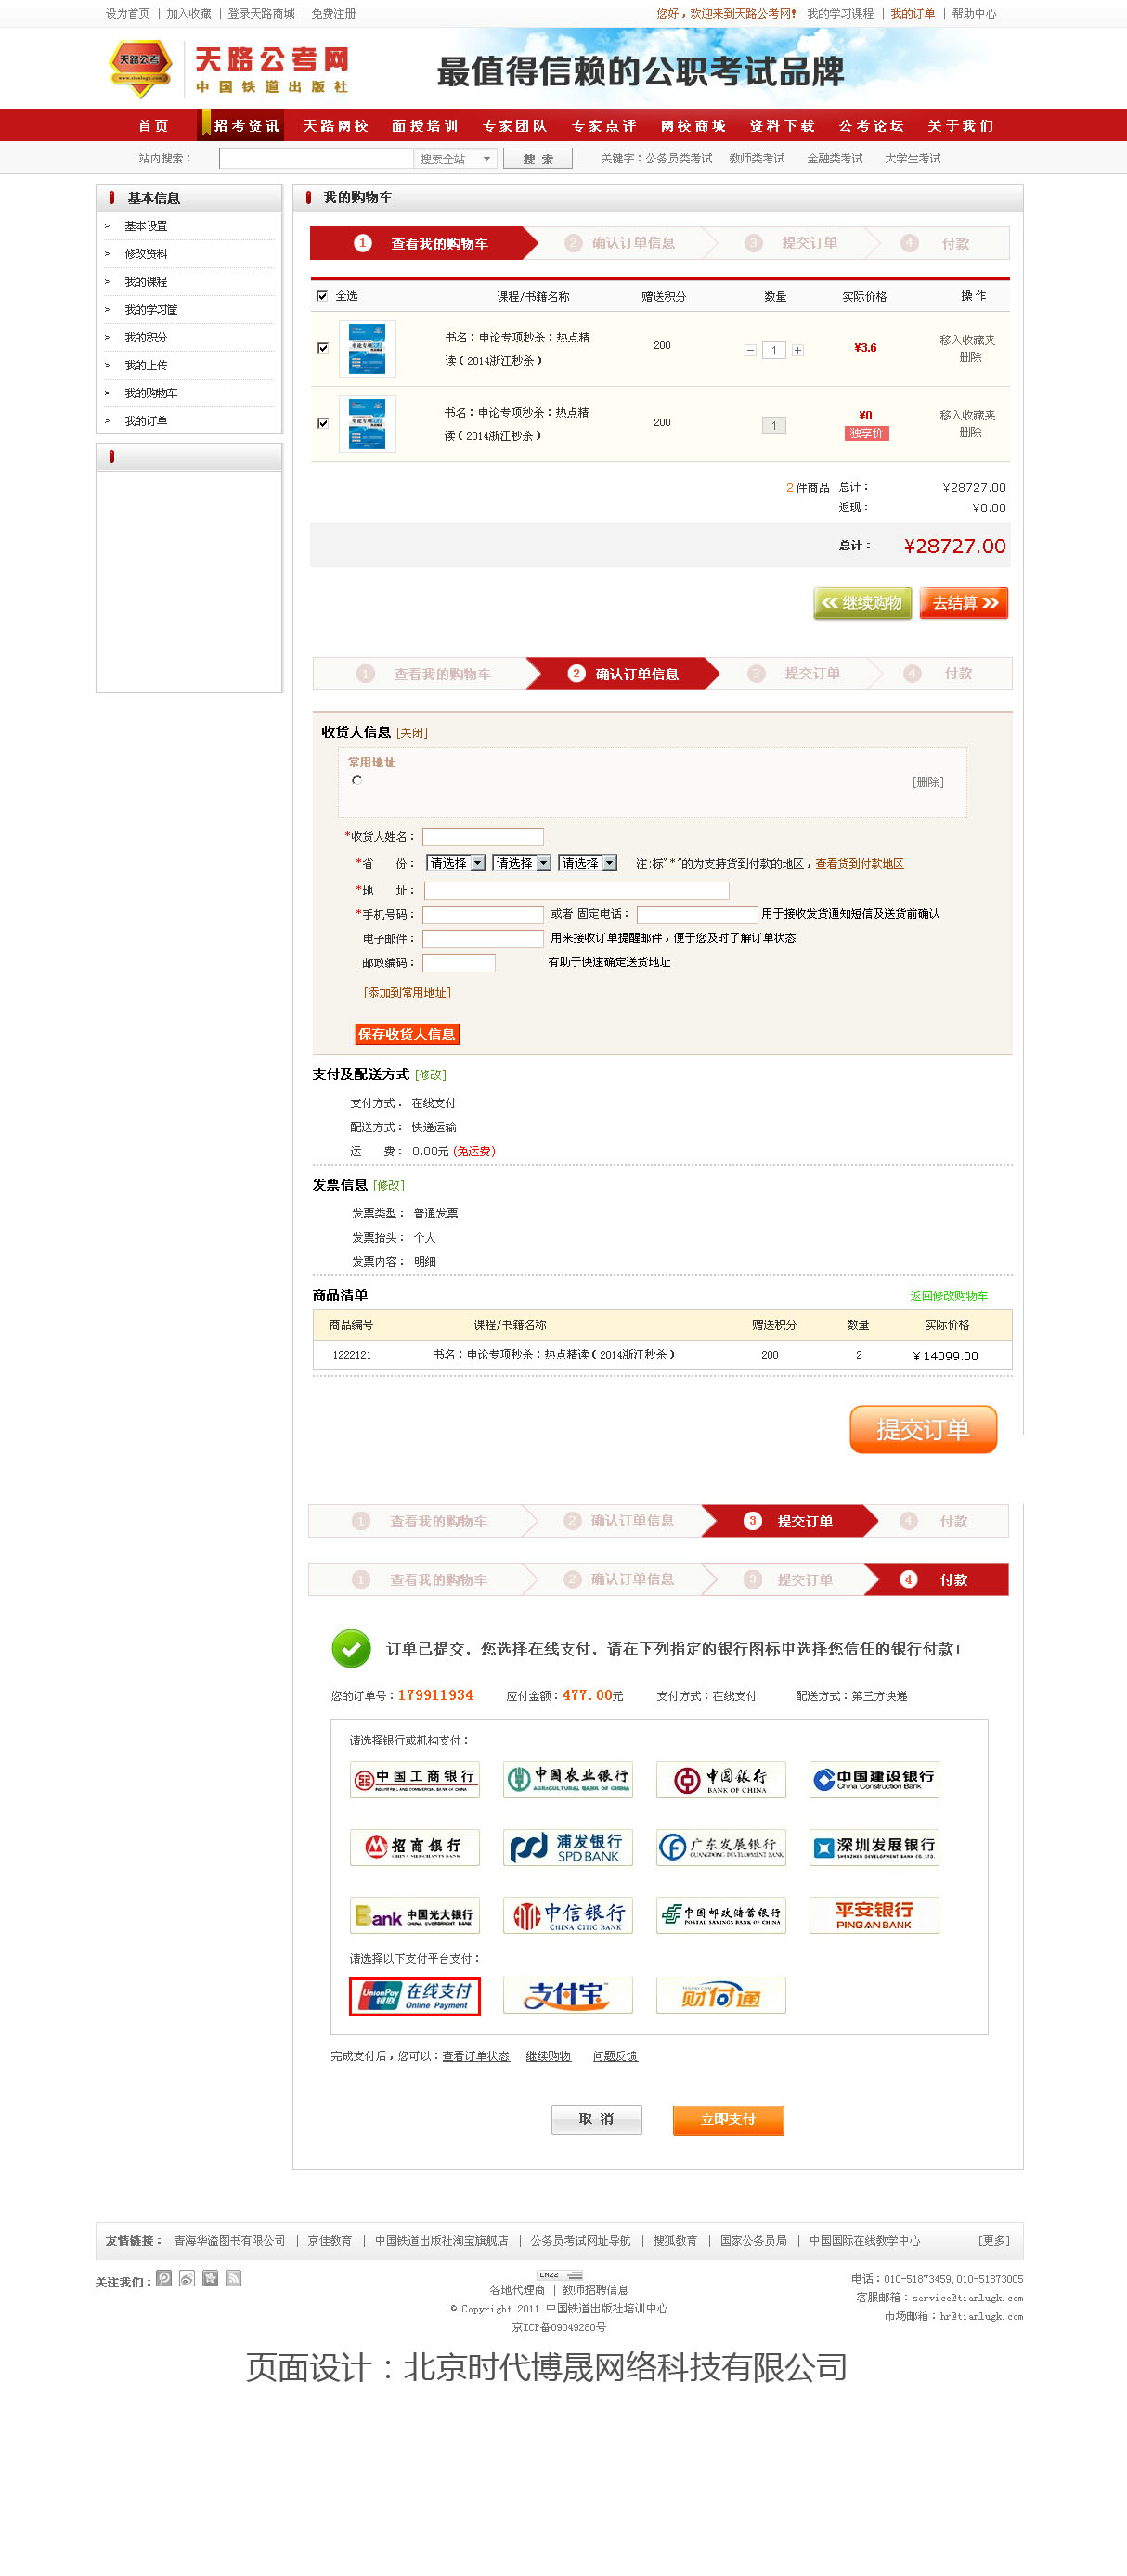 设为首页 | 加入收藏 | 登录天路商城 | 免费注册
您好，欢迎来到天路公考网！ 我的学习课程 | 我的订单 | 帮助中心
天路公考
www.tianlugk.com
天路公考网
中国铁道出版社
最值得信赖的公职考试品牌
首页 招考资讯 天路网校 面授培训 专家团队 专家点评 网校商城 资料下载 公考论坛 关于我们
站内搜索： 搜索全站 搜 索 关键字：公务员类考试 教师类考试 金融类考试 大学生考试
基本信息
» 基本设置
» 修改资料
» 我的课程
» 我的学习筐
» 我的积分
» 我的上传
» 我的购物车
» 我的订单
我的购物车
1 查看我的购物车 2 确认订单信息 3 提交订单 4 付款
全选 课程/书籍名称 赠送积分 数量 实际价格 操 作
书名：申论专项秒杀：热点精
读（2014浙江秒杀）
200 1 ¥3.6 移入收藏夹
删除
书名：申论专项秒杀：热点精
读（2014浙江秒杀）
200 1 ¥0 移入收藏夹
独享价 删除
2 件商品 总计： ¥28727.00
返现： - ¥0.00
总计： ¥28727.00
继续购物 去结算
1 查看我的购物车 2 确认订单信息 3 提交订单 4 付款
收货人信息 [关闭]
常用地址
[删除]
*收货人姓名：
*省 份： 请选择 请选择 请选择 注:标“*”的为支持货到付款的地区，查看货到付款地区
*地 址：
*手机号码： 或者 固定电话： 用于接收发货通知短信及送货前确认
电子邮件： 用来接收订单提醒邮件，便于您及时了解订单状态
邮政编码： 有助于快速确定送货地址
[添加到常用地址]
保存收货人信息
支付及配送方式 [修改]
支付方式： 在线支付
配送方式： 快递运输
运 费： 0.00元 (免运费)
发票信息 [修改]
发票类型： 普通发票
发票抬头： 个人
发票内容： 明细
商品清单 返回修改购物车
商品编号 课程/书籍名称 赠送积分 数量 实际价格
1222121 书名：申论专项秒杀：热点精读（2014浙江秒杀） 200 2 ¥ 14099.00
提交订单
1 查看我的购物车 2 确认订单信息 3 提交订单 4 付款
1 查看我的购物车 2 确认订单信息 3 提交订单 4 付款
订单已提交，您选择在线支付，请在下列指定的银行图标中选择您信任的银行付款！
您的订单号：179911934 应付金额：477.00元 支付方式：在线支付 配送方式：第三方快递
请选择银行或机构支付：
中国工商银行 中国农业银行 中国银行 中国建设银行
INDUSTRIAL AND COMMERCIAL BANK OF CHINA AGRICULTURAL BANK OF CHINA BANK OF CHINA China Construction Bank
招商银行 浦发银行 广东发展银行 深圳发展银行
CHINA MERCHANTS BANK SPD BANK GUANGDONG DEVELOPMENT BANK SHENZHEN DEVELOPMENT BANK CO.,LTD.
Bank 中国光大银行 中信银行 中国邮政储蓄银行 平安银行
CHINA EVERBRIGHT BANK CHINA CITIC BANK POSTAL SAVINGS BANK OF CHINA PINGAN BANK
请选择以下支付平台支付：
UnionPay 银联 在线支付 Online Payment 支付宝 财付通
完成支付后，您可以：查看订单状态 继续购物 问题反馈
取 消 立即支付
友情链接： 青海华谥图书有限公司 | 京佳教育 | 中国铁道出版社淘宝旗舰店 | 公务员考试网址导航 | 搜狐教育 | 国家公务员局 | 中国国际在线教学中心 [更多]
关注我们：
CNZZ
各地代理商 | 教师招聘信息
© Copyright 2011 中国铁道出版社培训中心
京ICP备09049280号
电话：010-51873459,010-51873005
客服邮箱：service@tianlugk.com
市场邮箱：hr@tianlugk.com
页面设计：北京时代博晟网络科技有限公司